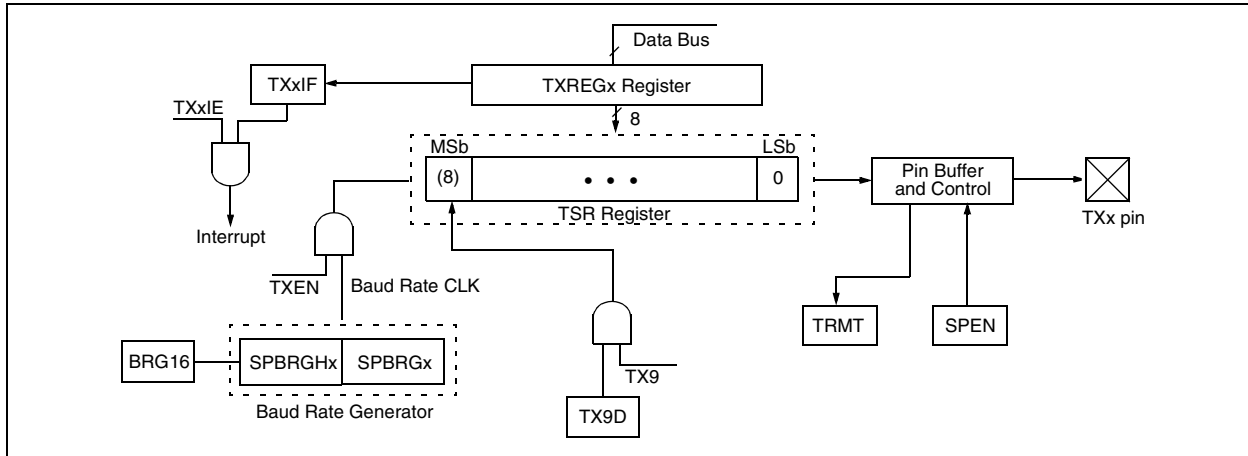 Data Bus
TXxIF
TXREGx Register
TXxIE
8
MSb
LSb
(8)
• • •
0
Pin Buffer
and Control
TSR Register
TXx pin
Interrupt
TXEN
Baud Rate CLK
TRMT
SPEN
BRG16
SPBRGHx
SPBRGx
TX9
Baud Rate Generator
TX9D